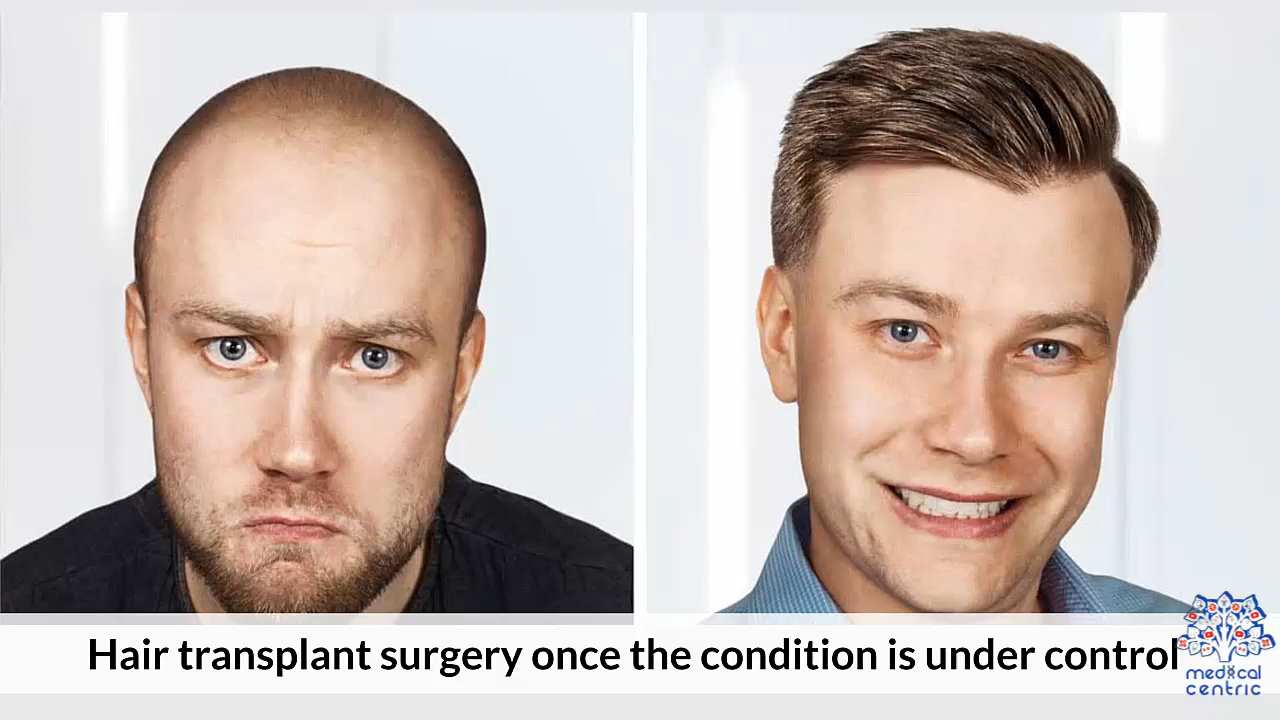 Hair transplant surgery once the condition is under control
medical
centric